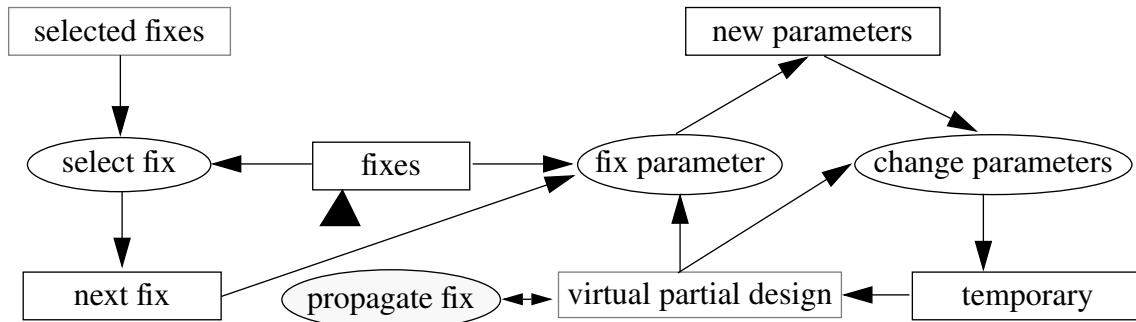 selected fixes
new parameters
select fix
fixes
fix parameter
change parameters
next fix
propagate fix
virtual partial design
temporary